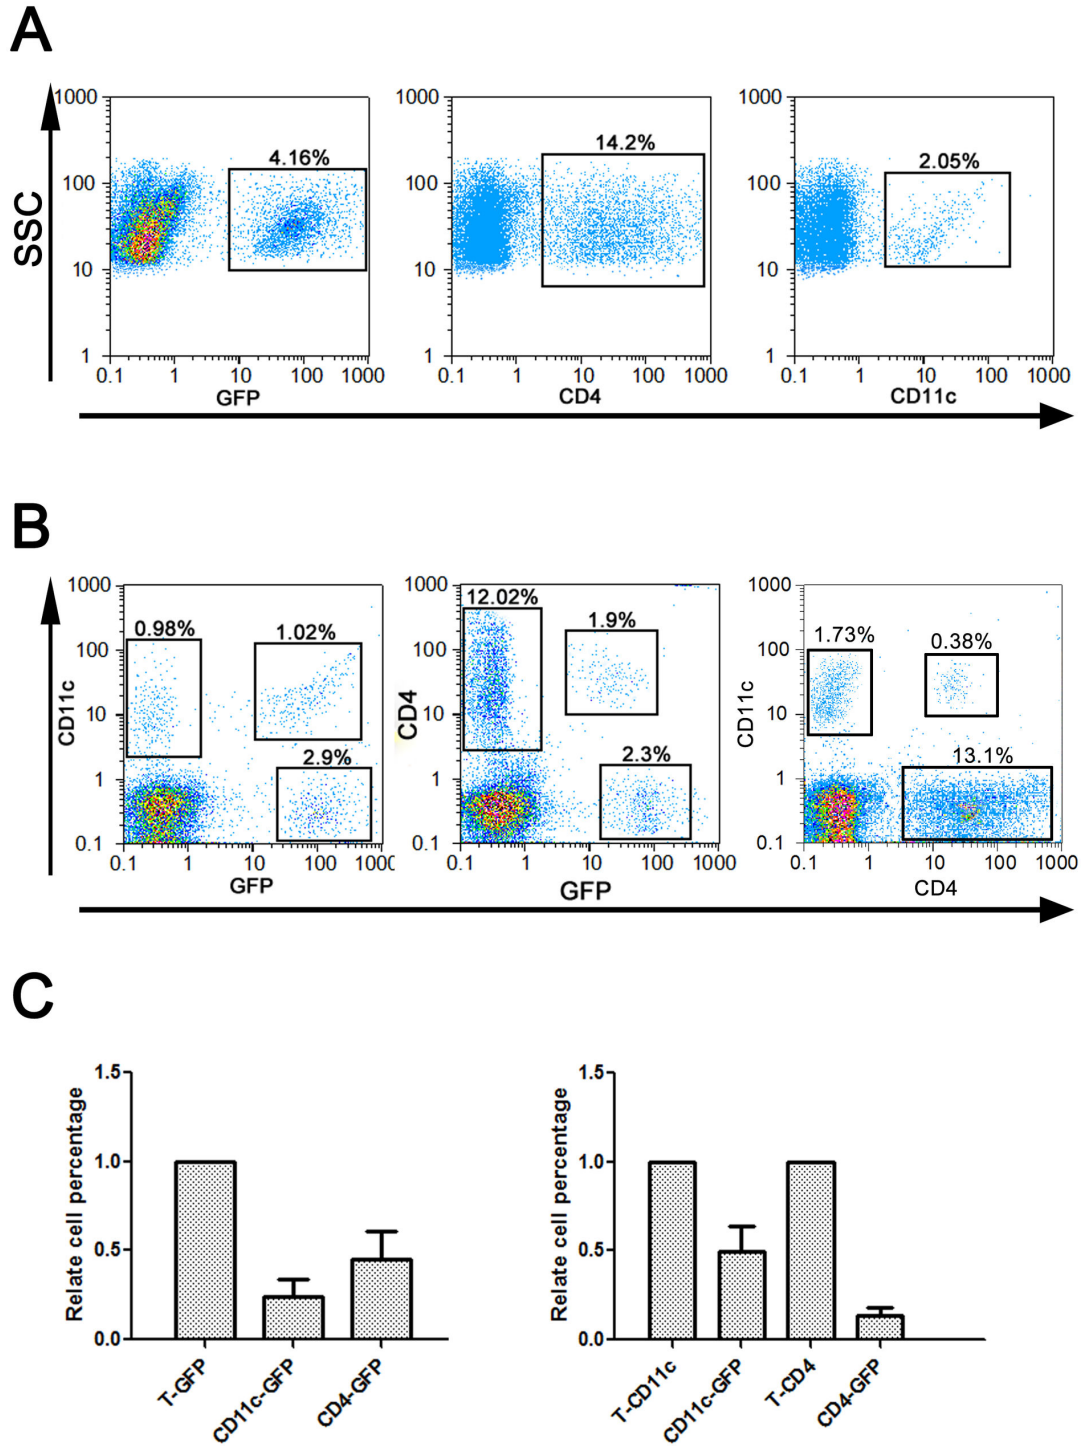 A
SSC
1000
100
10
1
4.16%
0.1 1 10 100 1000
GFP
1000
100
10
1
14.2%
0.1 1 10 100 1000
CD4
1000
100
10
1
2.05%
0.1 1 10 100 1000
CD11c
B
CD11c
1000
100
10
1
0.1
0.98%
1.02%
2.9%
0.1 1 10 100 1000
GFP
CD4
1000
100
10
1
0.1
12.02%
1.9%
2.3%
0.1 1 10 100 1000
GFP
CD11c
1000
100
10
1
0.1
1.73%
0.38%
13.1%
0.1 1 10 100 1000
CD4
C
Relate cell percentage
1.5
1.0
0.5
0.0
T-GFP
CD11c-GFP
CD4-GFP
Relate cell percentage
1.5
1.0
0.5
0.0
T-CD11c
CD11c-GFP
T-CD4
CD4-GFP